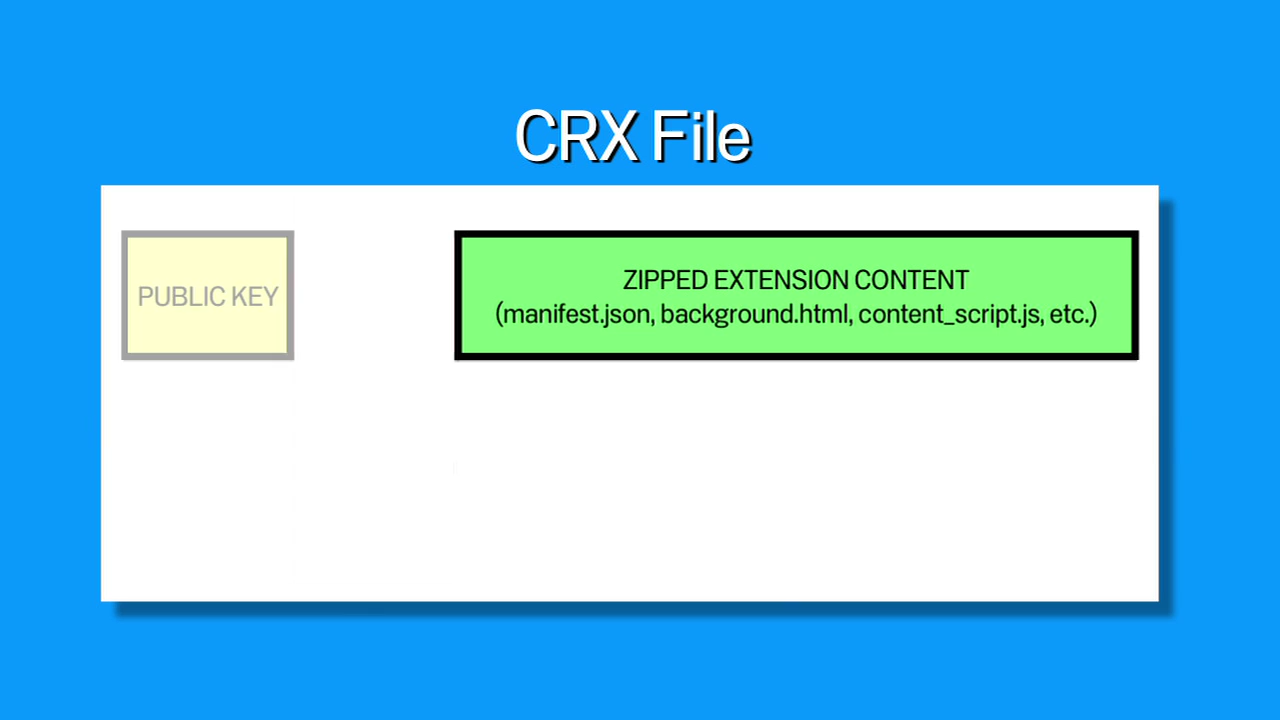 CRX File
PUBLIC KEY
ZIPPED EXTENSION CONTENT
(manifest.json, background.html, content_script.js, etc.)